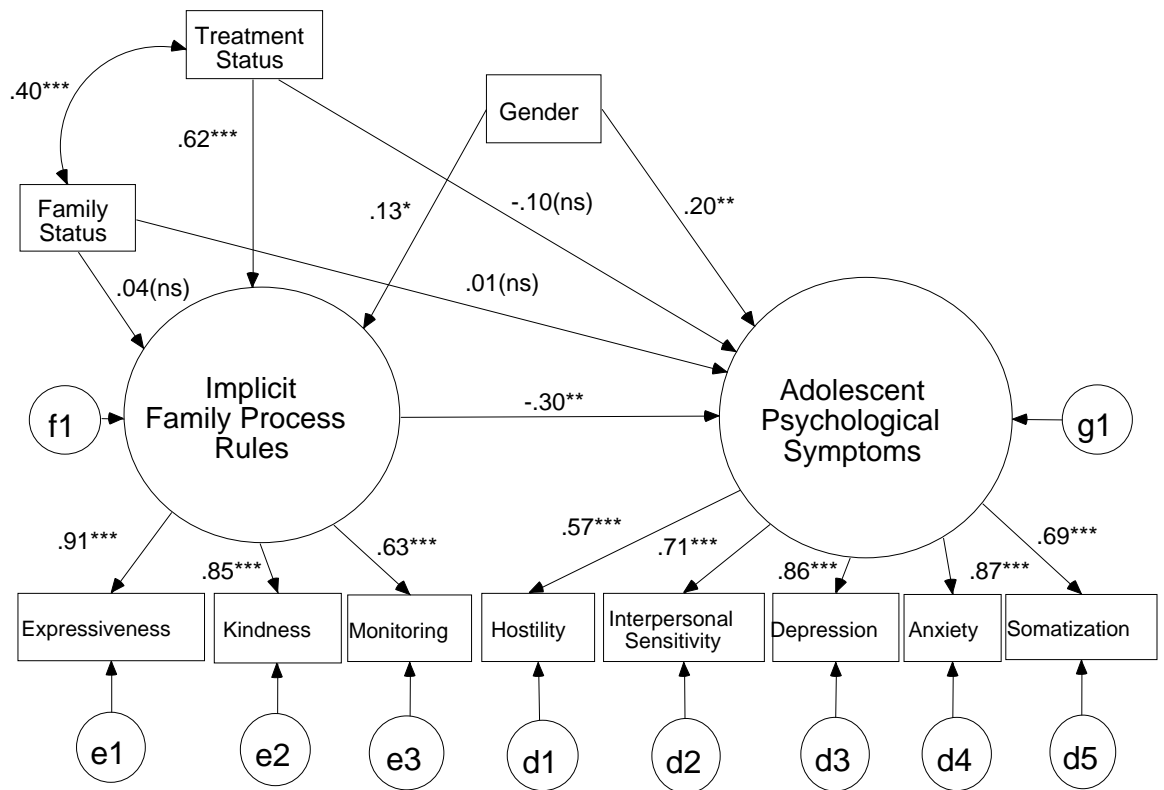 Treatment
Status
.40***
Gender
.62***
Family
Status
.13*
-.10(ns)
.20**
.04(ns)
.01(ns)
Implicit
Family Process
Rules
-.30**
Adolescent
Psychological
Symptoms
f1
g1
.91***
.85***
.63***
.57***
.71***
.86***
.87***
.69***
Expressiveness
Kindness
Monitoring
Hostility
Interpersonal
Sensitivity
Depression
Anxiety
Somatization
e1
e2
e3
d1
d2
d3
d4
d5